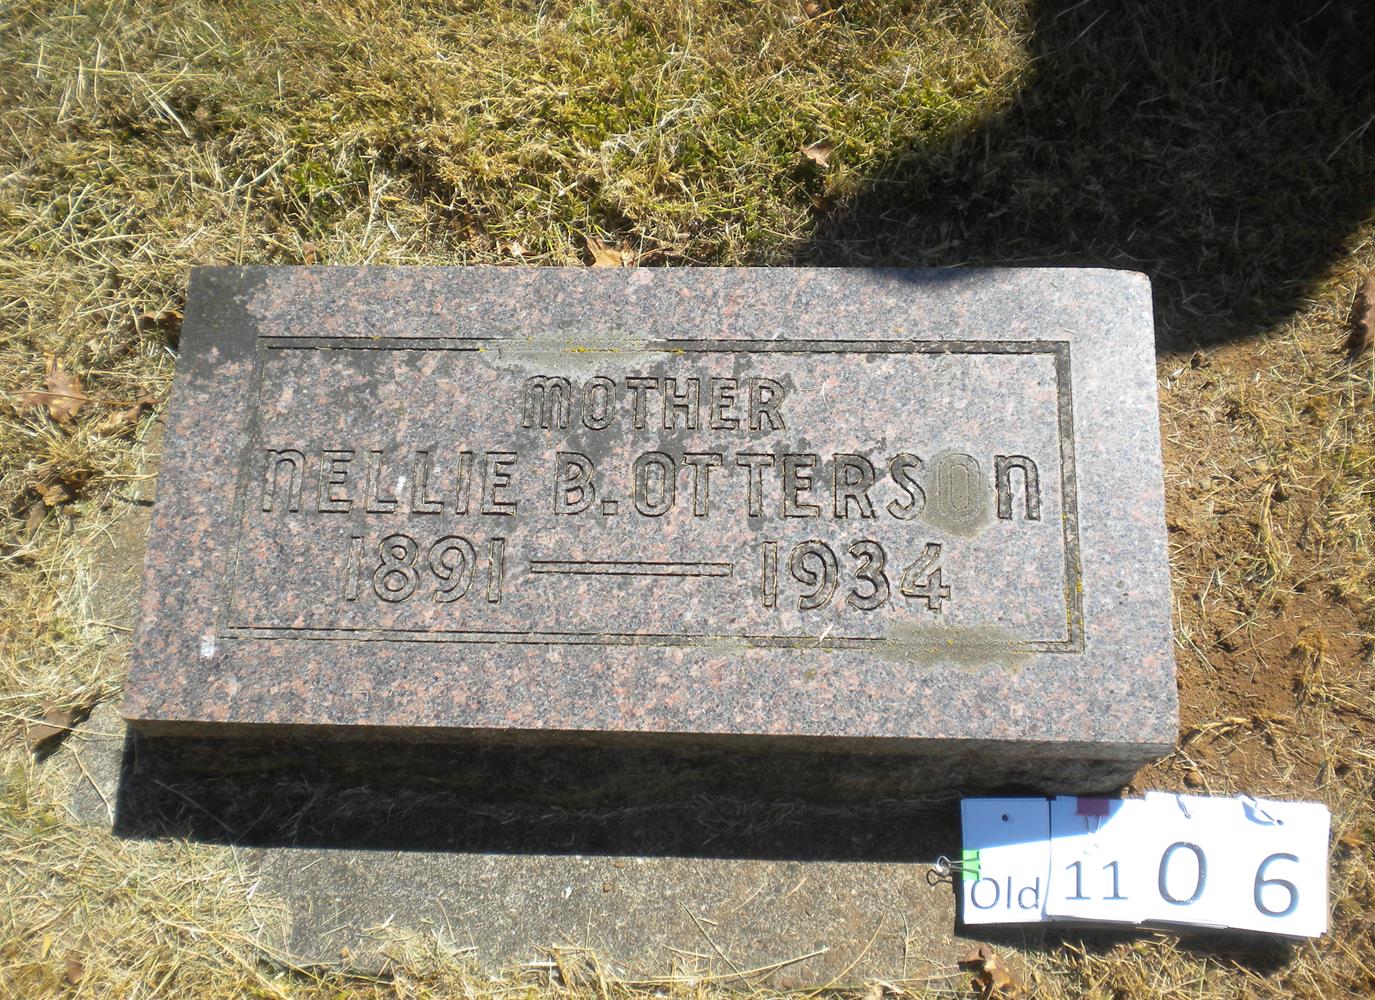 MOTHER
NELLIE B. OTTERSON
1891 — 1934
Old 11 0 6